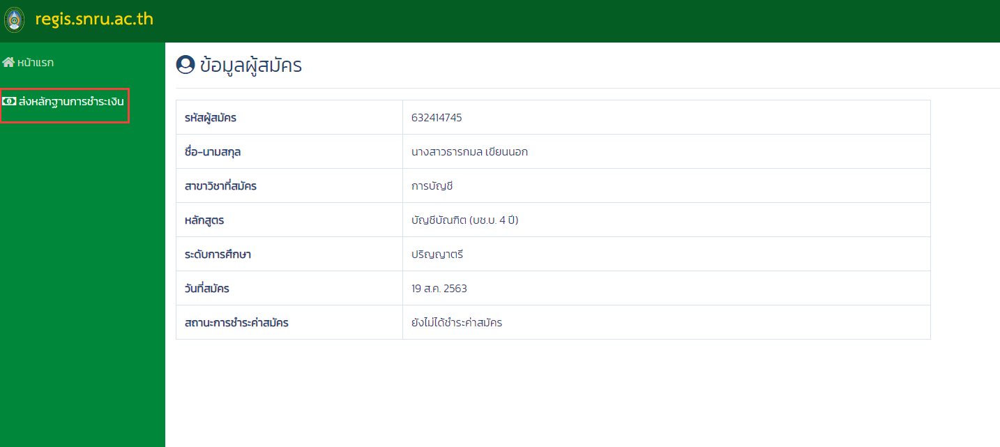 regis.snru.ac.th
หน้าแรก
ส่งหลักฐานการชำระเงิน
ข้อมูลผู้สมัคร
รหัสผู้สมัคร 632414745
ชื่อ-นามสกุล นางสาวธารกมล เขียนนอก
สาขาวิชาที่สมัคร การบัญชี
หลักสูตร บัญชีบัณฑิต (บช.บ. 4 ปี)
ระดับการศึกษา ปริญญาตรี
วันที่สมัคร 19 ส.ค. 2563
สถานะการชำระค่าสมัคร ยังไม่ได้ชำระค่าสมัคร